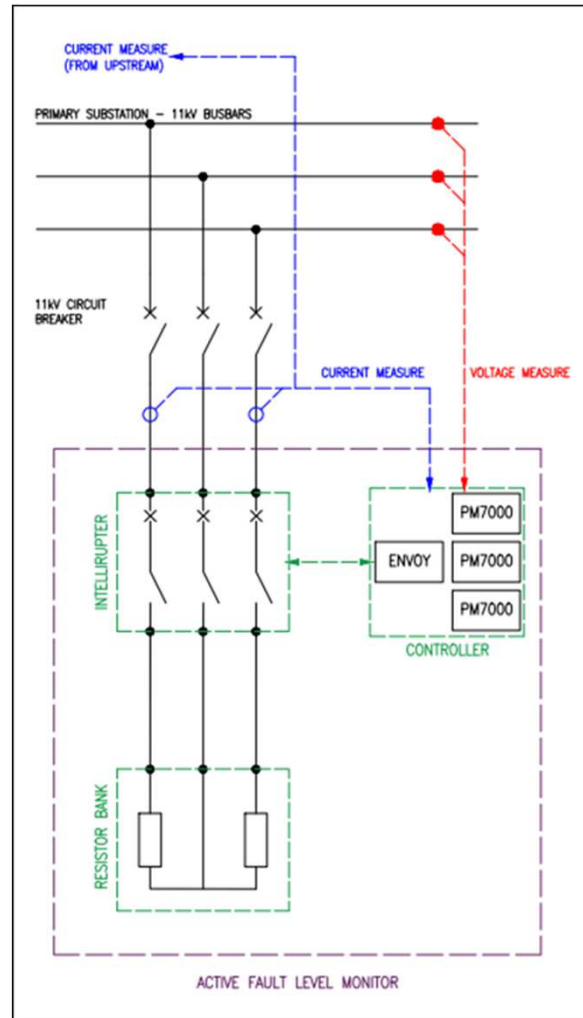 CURRENT MEASURE
(FROM UPSTREAM)
PRIMARY SUBSTATION – 11kV BUSBARS
11kV CIRCUIT
BREAKER
CURRENT MEASURE
VOLTAGE MEASURE
INTELLIRUPTER
PM7000
ENVOY
PM7000
PM7000
CONTROLLER
RESISTOR BANK
ACTIVE FAULT LEVEL MONITOR